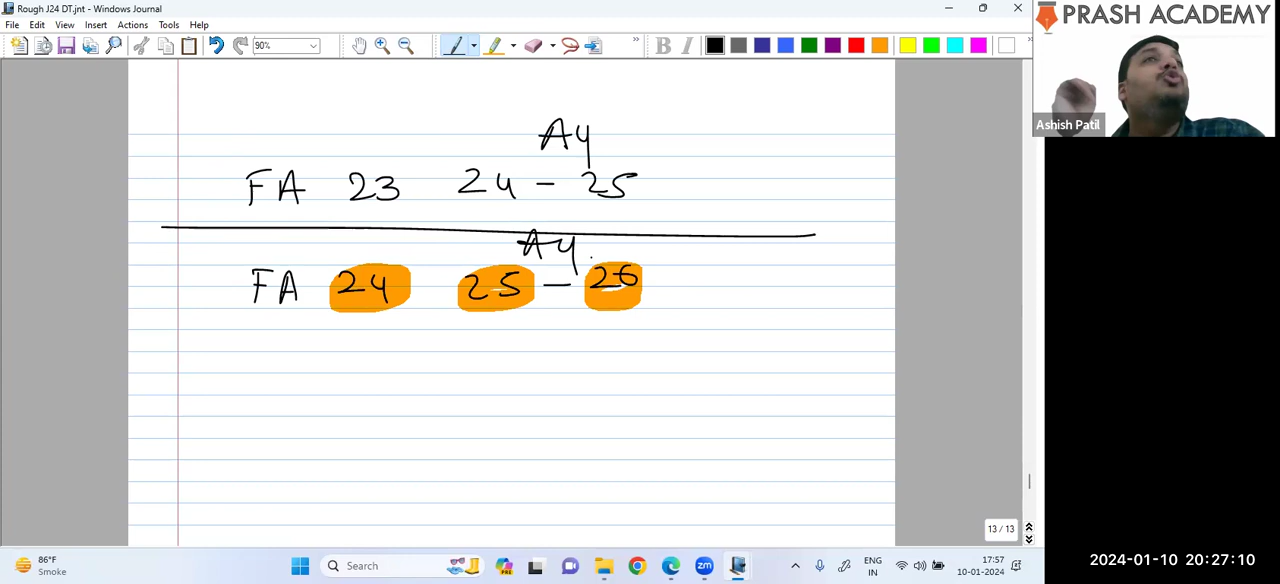 Rough J24 DT.jnt - Windows Journal
File Edit View Insert Actions Tools Help
90%
B I
PRASH ACADEMY
Ashish Patil
Ay
FA 23 24 - 25
Ay.
FA 24 25 - 26
13 / 13
86°F
Smoke
Search
ENG
IN
17:57
10-01-2024
2024-01-10 20:27:10